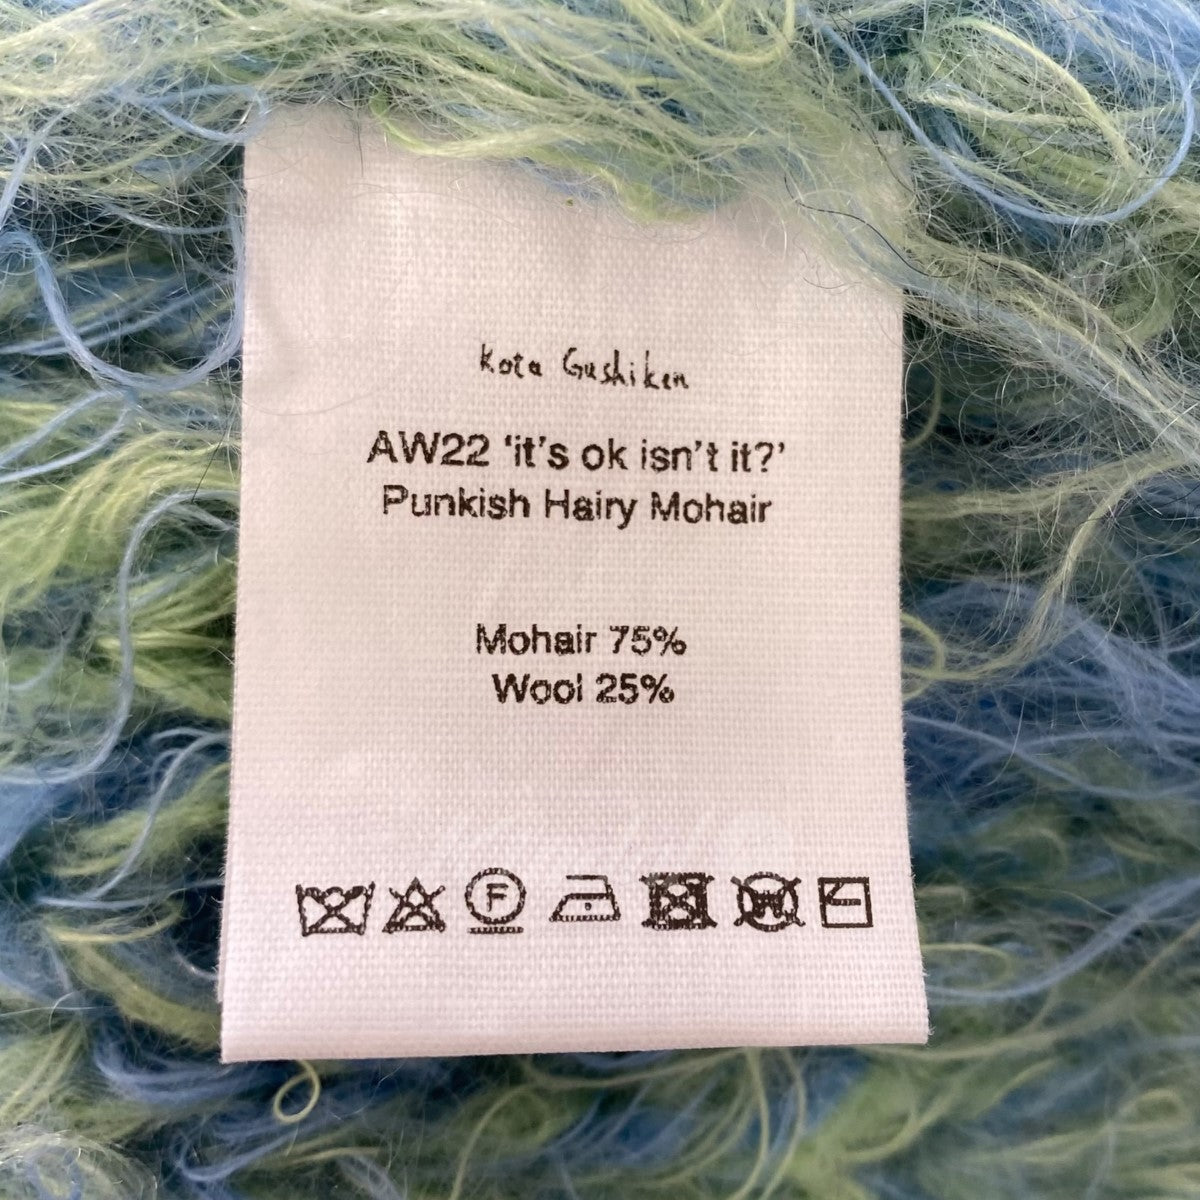 Kota Gushiken
AW22 ‘it’s ok isn’t it?’
Punkish Hairy Mohair
Mohair 75%
Wool 25%
F W